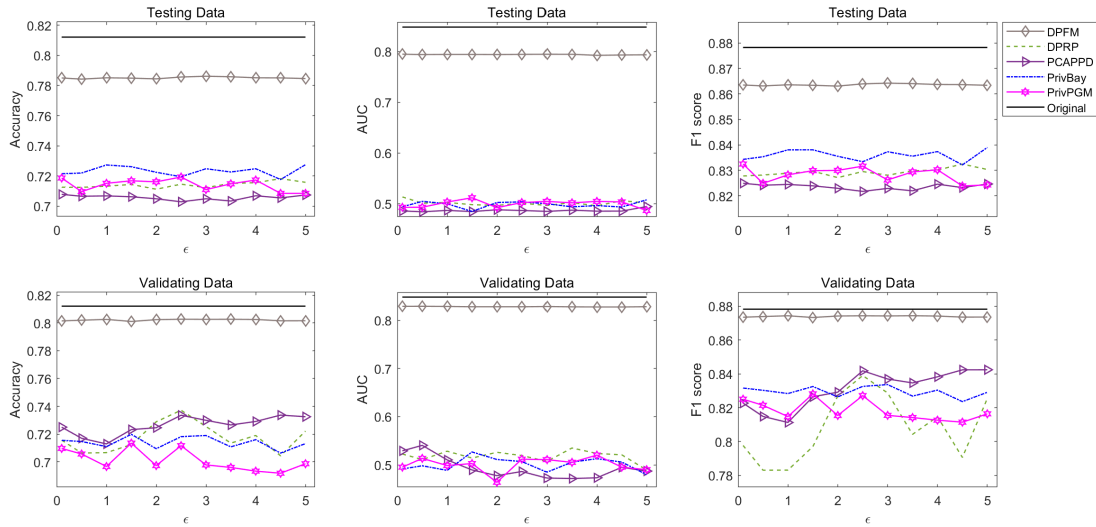 Testing Data
0.82
0.8
0.78
0.76
0.74
0.72
0.7
Accuracy
0 1 2 3 4 5
ϵ
Testing Data
0.8
0.7
0.6
0.5
AUC
0 1 2 3 4 5
ϵ
Testing Data
0.88
0.87
0.86
0.85
0.84
0.83
0.82
F1 score
0 1 2 3 4 5
ϵ
DPFM
DPRP
PCAPPD
PrivBay
PrivPGM
Original
Validating Data
0.82
0.8
0.78
0.76
0.74
0.72
0.7
Accuracy
0 1 2 3 4 5
ϵ
Validating Data
0.8
0.7
0.6
0.5
AUC
0 1 2 3 4 5
ϵ
Validating Data
0.88
0.86
0.84
0.82
0.8
0.78
F1 score
0 1 2 3 4 5
ϵ